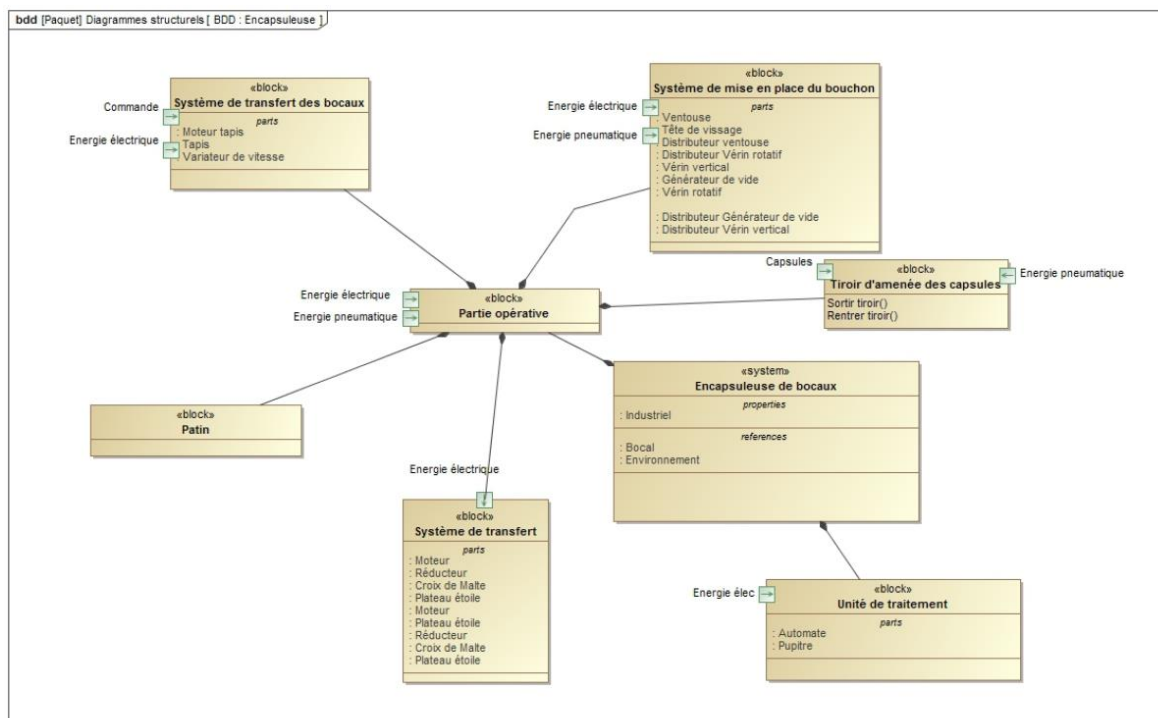 bdd [Paquet] Diagrammes structurels [ BDD : Encapsuleuse ]
«block»
Système de transfert des bocaux
parts
: Moteur tapis
: Tapis
: Variateur de vitesse
Commande
Energie électrique
«block»
Système de mise en place du bouchon
parts
: Ventouse
: Tête de vissage
: Distributeur ventouse
: Distributeur Vérin rotatif
: Vérin vertical
: Générateur de vide
: Vérin rotatif
: Distributeur Générateur de vide
: Distributeur Vérin vertical
Energie électrique
Energie pneumatique
Capsules
«block»
Tiroir d'amenée des capsules
Sortir tiroir()
Rentrer tiroir()
Energie pneumatique
Energie électrique
Energie pneumatique
«block»
Partie opérative
«block»
Patin
«system»
Encapsuleuse de bocaux
properties
: Industriel
references
: Bocal
: Environnement
Energie électrique
«block»
Système de transfert
parts
: Moteur
: Réducteur
: Croix de Malte
: Plateau étoile
: Moteur
: Plateau étoile
: Réducteur
: Croix de Malte
: Plateau étoile
Energie élec
«block»
Unité de traitement
parts
: Automate
: Pupitre